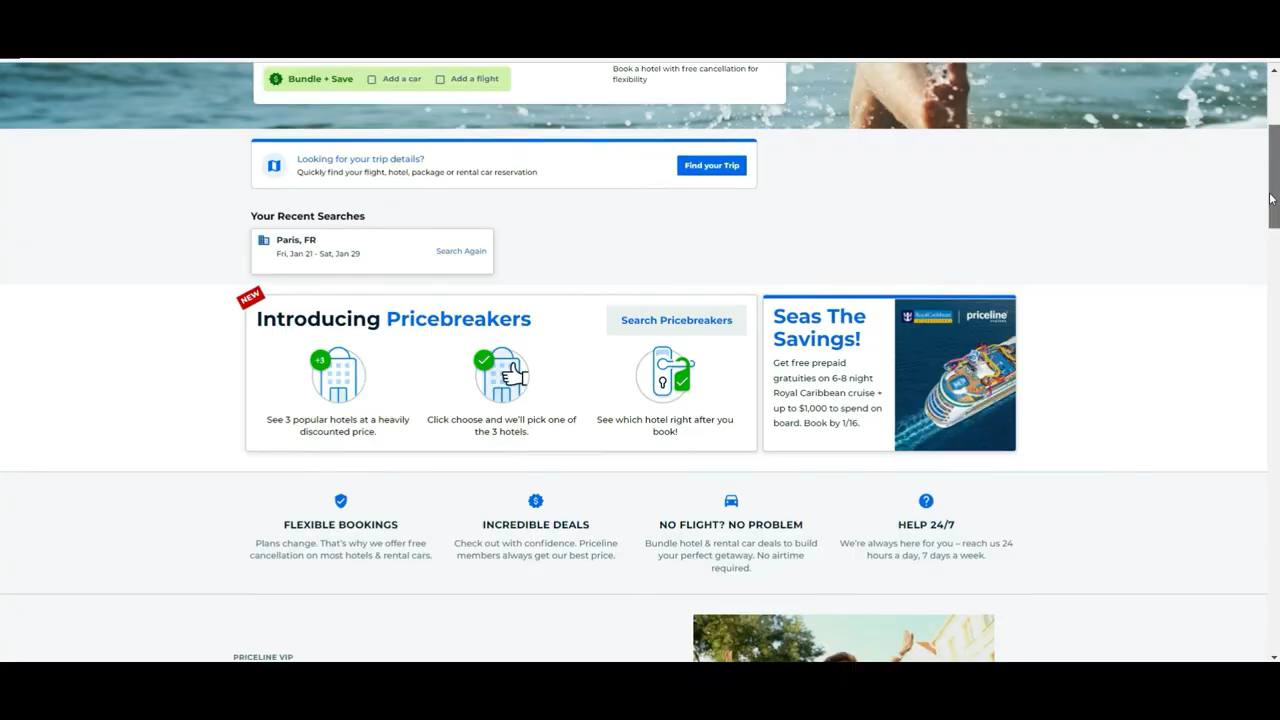 Bundle + Save Add a car Add a flight
Book a hotel with free cancellation for
flexibility
Looking for your trip details?
Quickly find your flight, hotel, package or rental car reservation
Find your Trip
Your Recent Searches
Paris, FR
Fri, Jan 21 - Sat, Jan 29
Search Again
NEW
Introducing Pricebreakers
Search Pricebreakers
+3
See 3 popular hotels at a heavily
discounted price.
Click choose and we'll pick one of
the 3 hotels.
See which hotel right after you
book!
Seas The
Savings!
Get free prepaid
gratuities on 6-8 night
Royal Caribbean cruise +
up to $1,000 to spend on
board. Book by 1/16.
RoyalCaribbean
priceline
FLEXIBLE BOOKINGS
Plans change. That's why we offer free
cancellation on most hotels & rental cars.
INCREDIBLE DEALS
Check out with confidence. Priceline
members always get our best price.
NO FLIGHT? NO PROBLEM
Bundle hotel & rental car deals to build
your perfect getaway. No airtime
required.
HELP 24/7
We're always here for you – reach us 24
hours a day, 7 days a week.
PRICELINE VIP